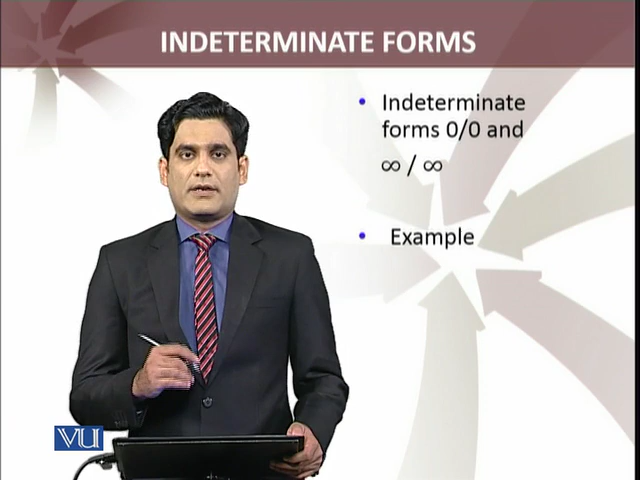 INDETERMINATE FORMS
• Indeterminate
forms 0/0 and
∞ / ∞
• Example
VU